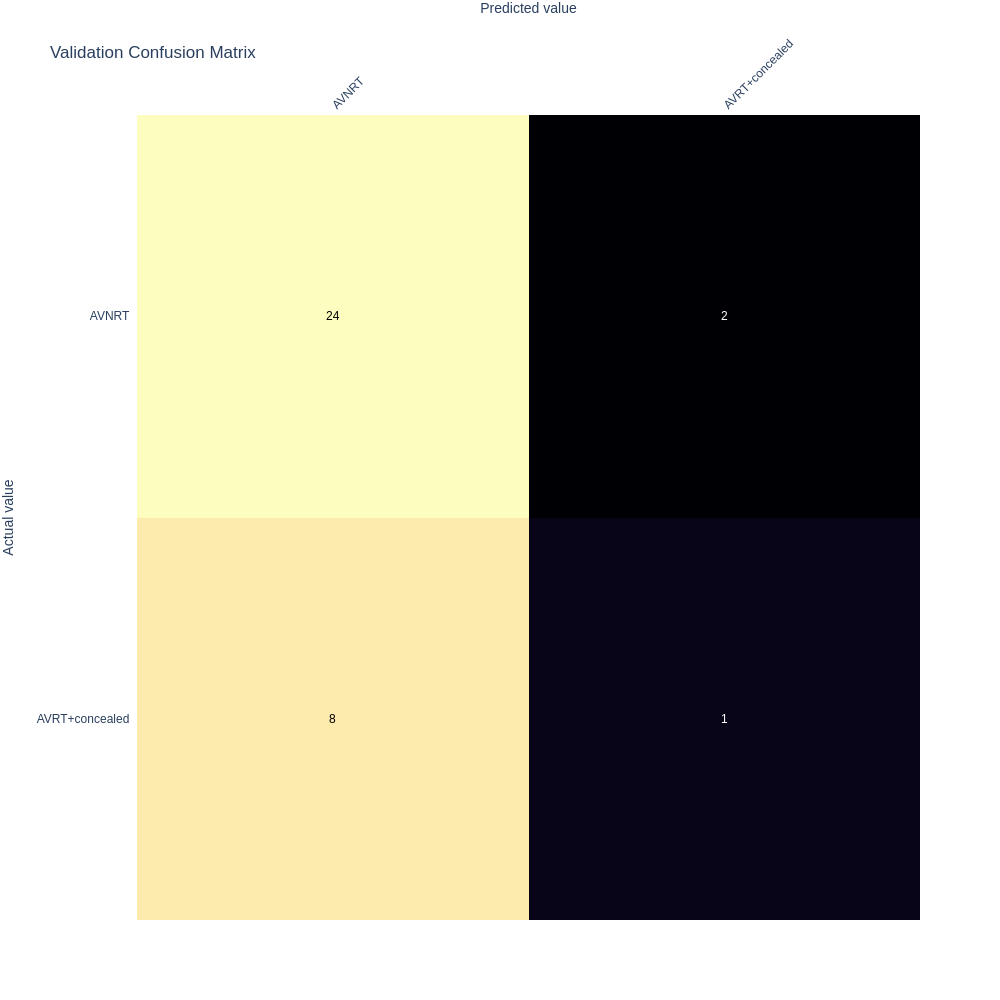 Predicted value
Validation Confusion Matrix
AVNRT
AVRT+concealed
AVNRT
24
2
Actual value
AVRT+concealed
8
1